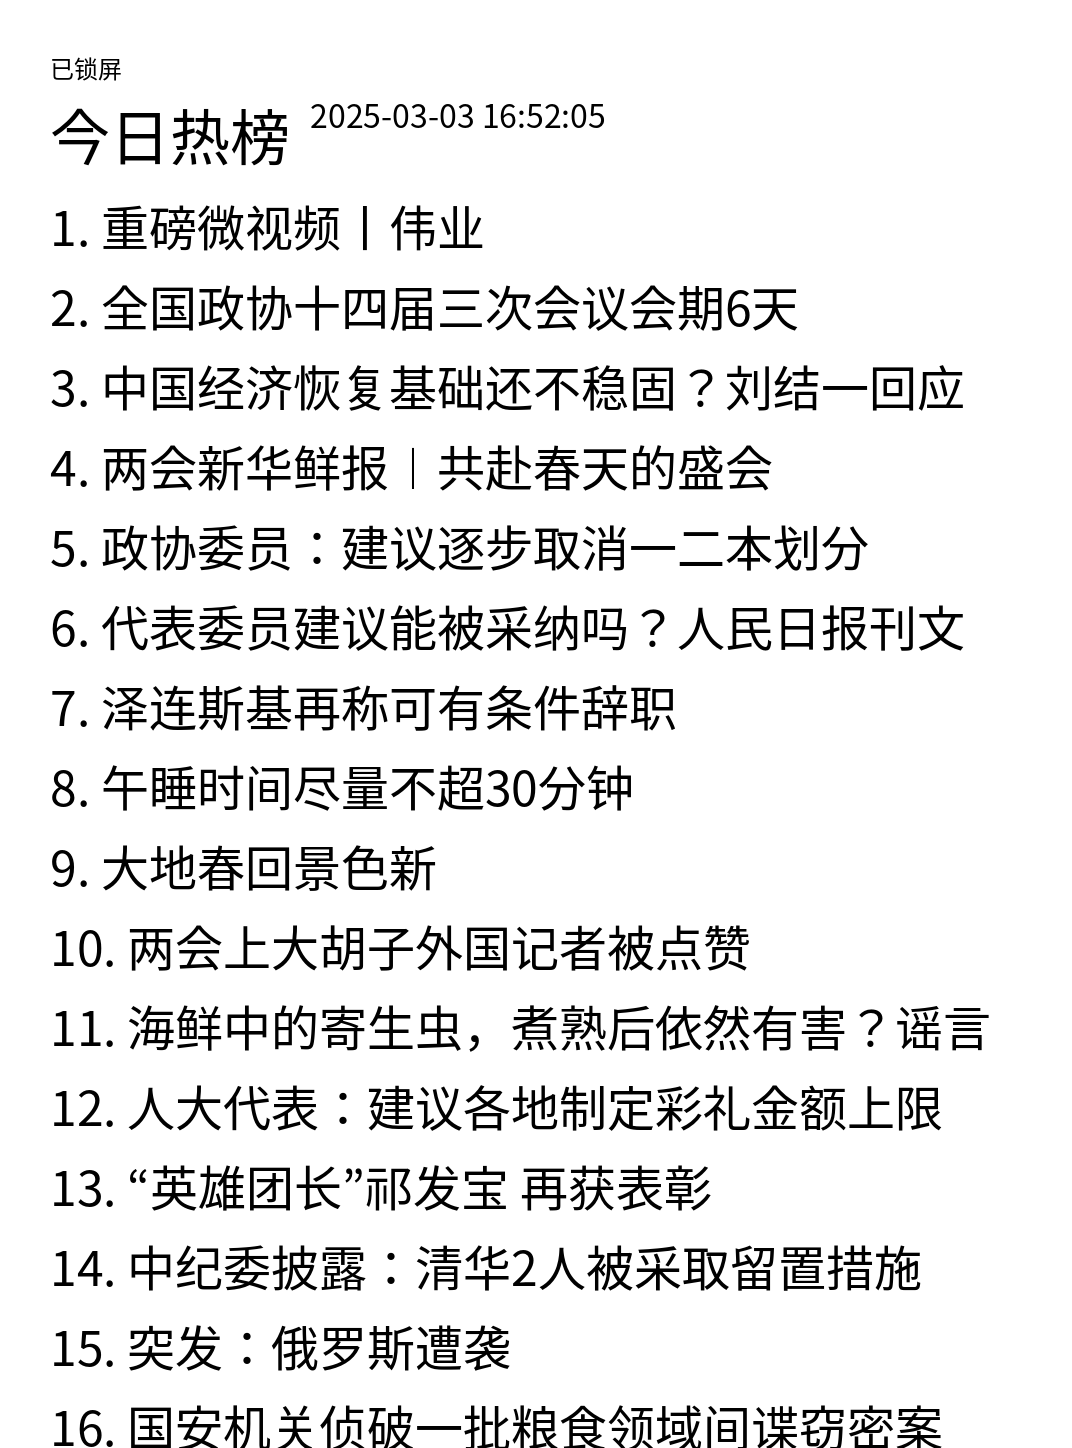 已锁屏
今日热榜 2025-03-03 16:52:05
1. 重磅微视频丨伟业
2. 全国政协十四届三次会议会期6天
3. 中国经济恢复基础还不稳固？刘结一回应
4. 两会新华鲜报︱共赴春天的盛会
5. 政协委员：建议逐步取消一二本划分
6. 代表委员建议能被采纳吗？人民日报刊文
7. 泽连斯基再称可有条件辞职
8. 午睡时间尽量不超30分钟
9. 大地春回景色新
10. 两会上大胡子外国记者被点赞
11. 海鲜中的寄生虫，煮熟后依然有害？谣言
12. 人大代表：建议各地制定彩礼金额上限
13. “英雄团长”祁发宝 再获表彰
14. 中纪委披露：清华2人被采取留置措施
15. 突发：俄罗斯遭袭
16. 国安机关侦破一批粮食领域间谍窃密案